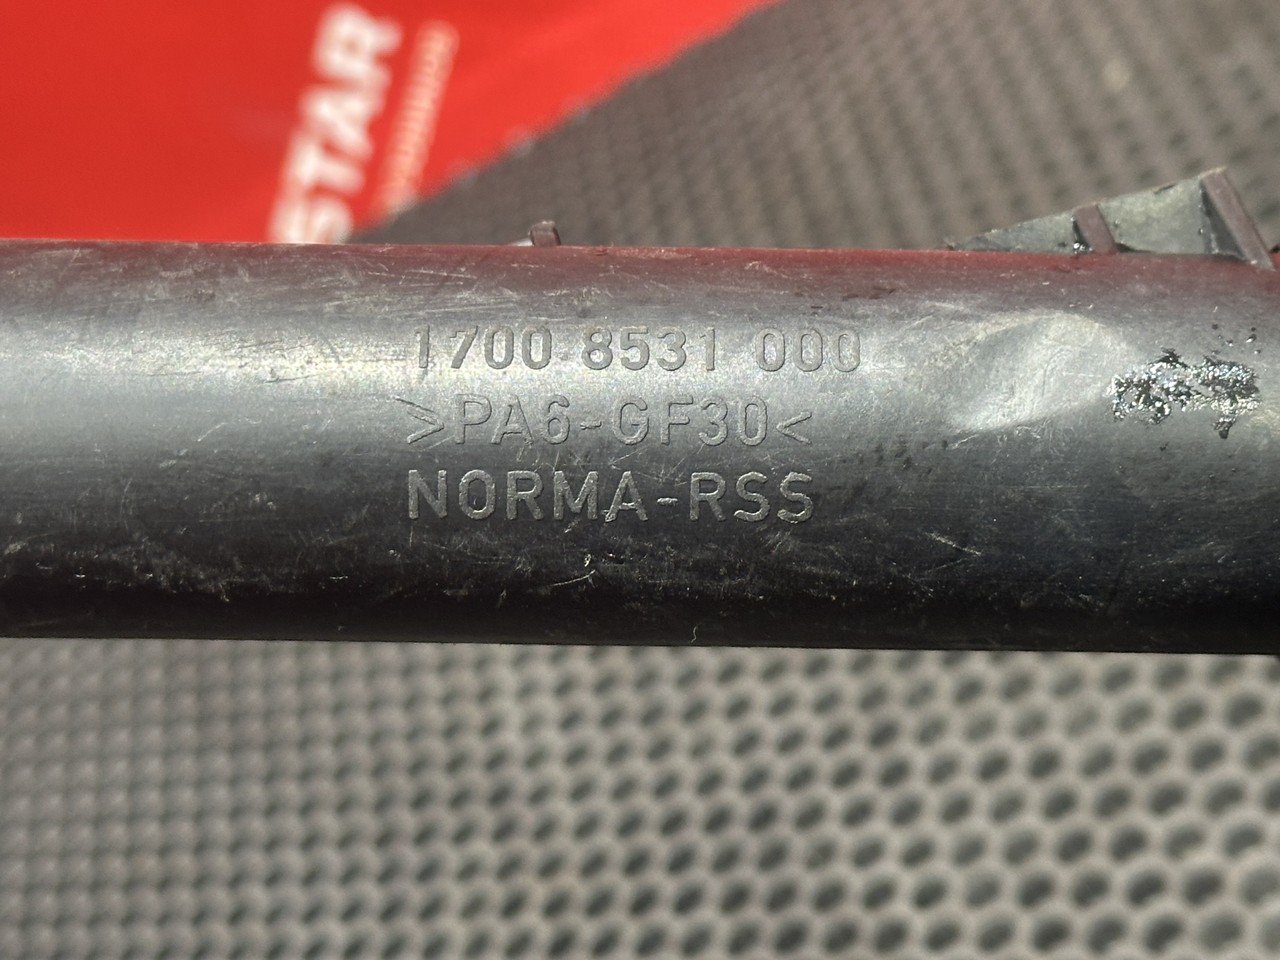 STAR
1700 8531 000
>PA6-GF30<
NORMA-RSS